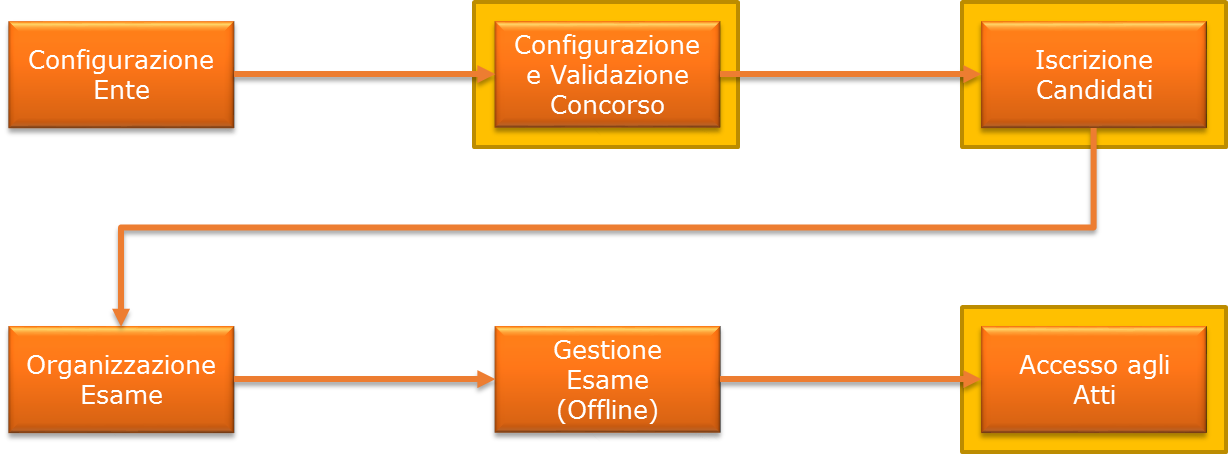 Configurazione
Ente
Configurazione
e Validazione
Concorso
Iscrizione
Candidati
Organizzazione
Esame
Gestione
Esame
(Offline)
Accesso agli
Atti